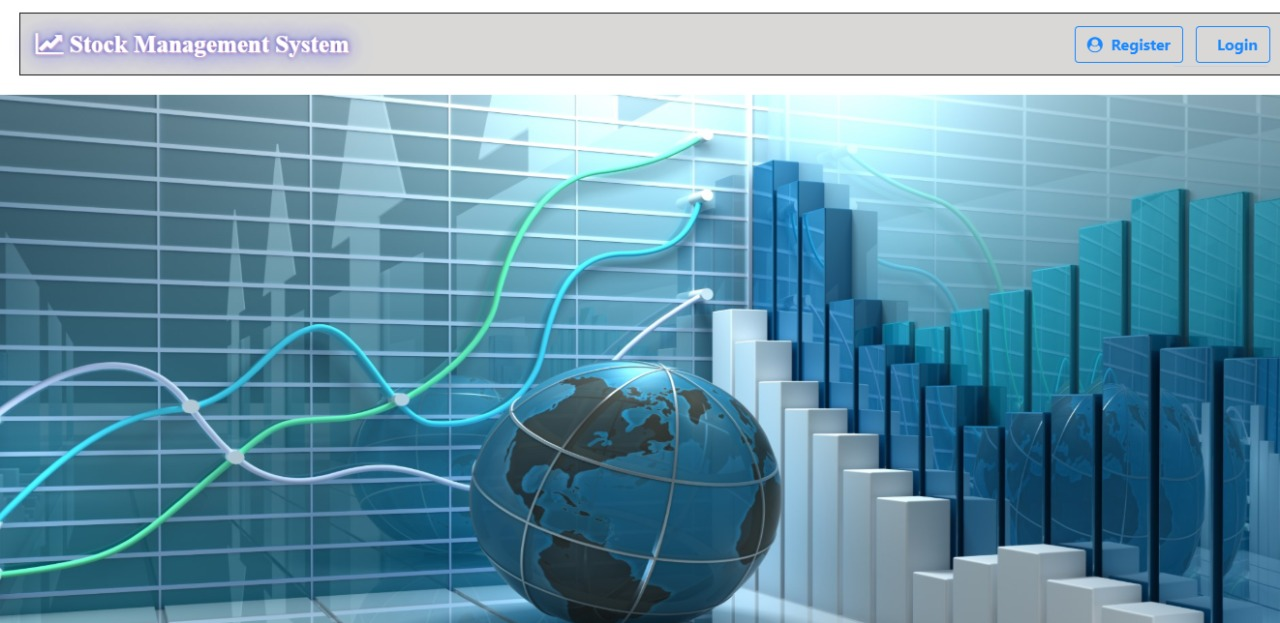 Stock Management System
Register
Login